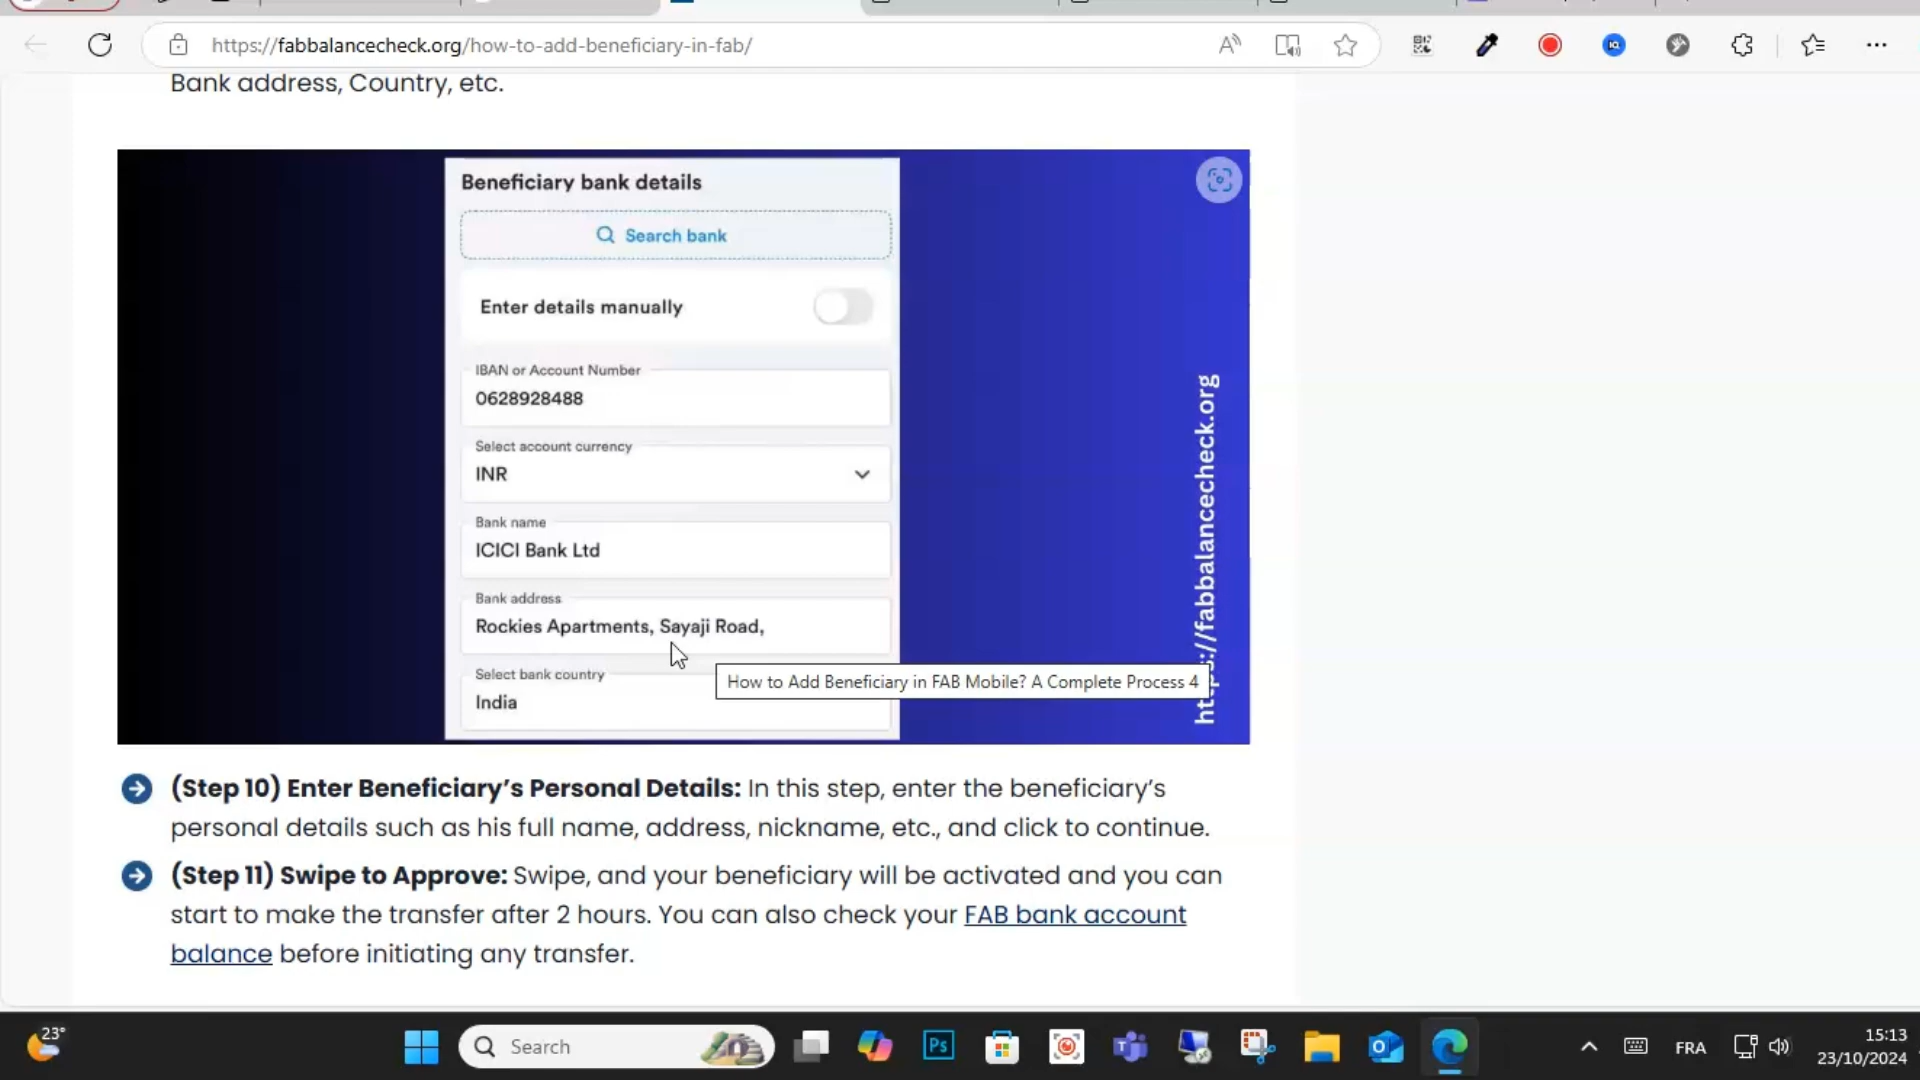 https://fabbalancecheck.org/how-to-add-beneficiary-in-fab/
Bank address, Country, etc.
Beneficiary bank details
Search bank
Enter details manually
IBAN or Account Number
0628928488
Select account currency
INR
Bank name
ICICI Bank Ltd
Bank address
Rockies Apartments, Sayaji Road,
Select bank country
India
How to Add Beneficiary in FAB Mobile? A Complete Process 4
https://fabbalancecheck.org
(Step 10) Enter Beneficiary’s Personal Details: In this step, enter the beneficiary’s
personal details such as his full name, address, nickname, etc., and click to continue.
(Step 11) Swipe to Approve: Swipe, and your beneficiary will be activated and you can
start to make the transfer after 2 hours. You can also check your FAB bank account
balance before initiating any transfer.
23°
Search
Ps
FRA
15:13
23/10/2024